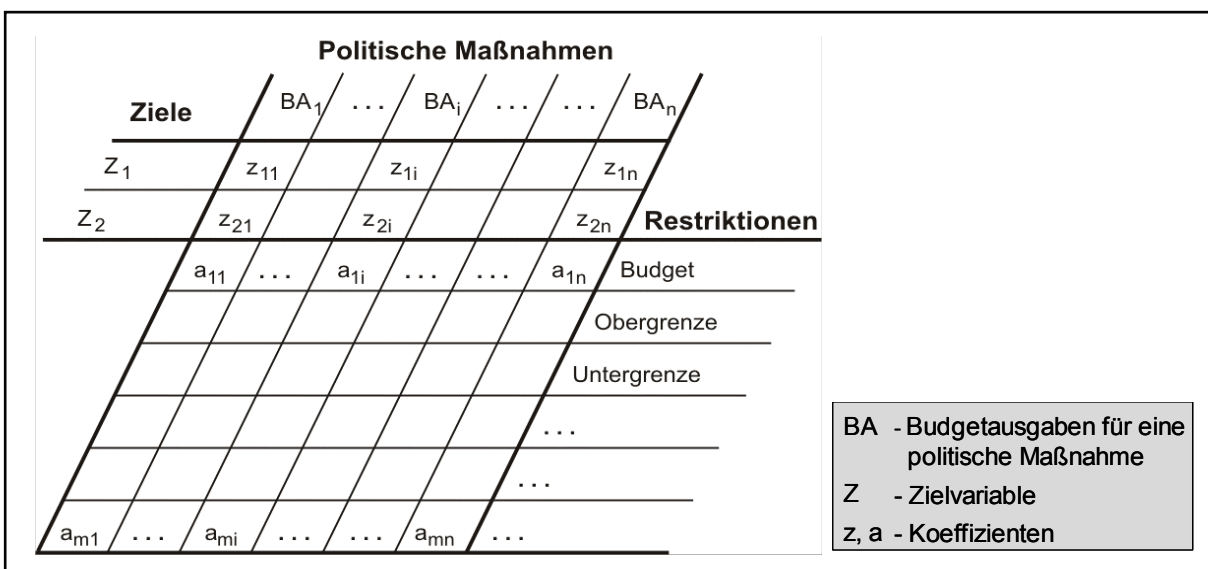 Politische Maßnahmen
Ziele BA1 ... BAi ... ... BAn
Z1 z11 z1i z1n
Z2 z21 z2i z2n Restriktionen
a11 ... a1i ... ... a1n Budget
Obergrenze
Untergrenze
...
...
am1 ... ami ... ... amn ...
BA - Budgetausgaben für eine
politische Maßnahme
Z - Zielvariable
z, a - Koeffizienten